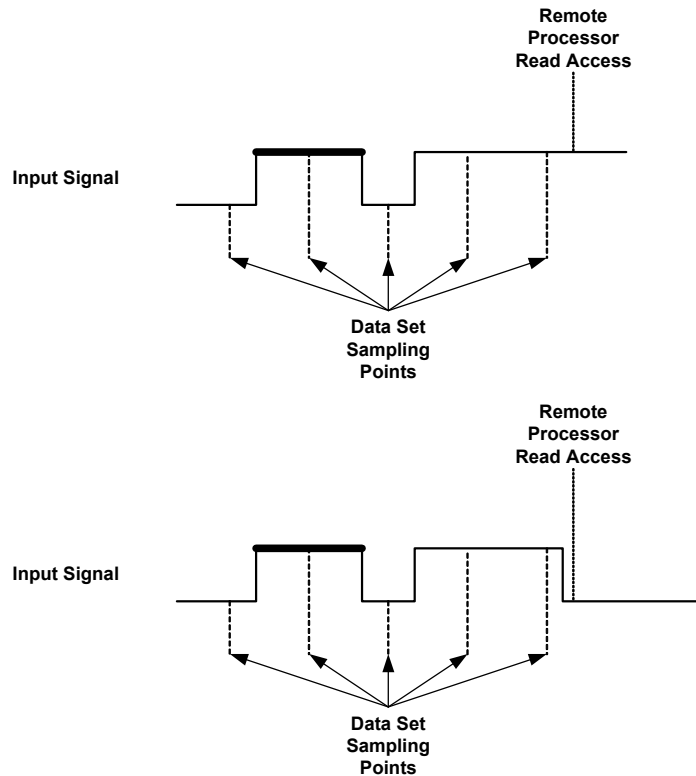 Remote
Processor
Read Access
Input Signal
Data Set
Sampling
Points
Remote
Processor
Read Access
Input Signal
Data Set
Sampling
Points